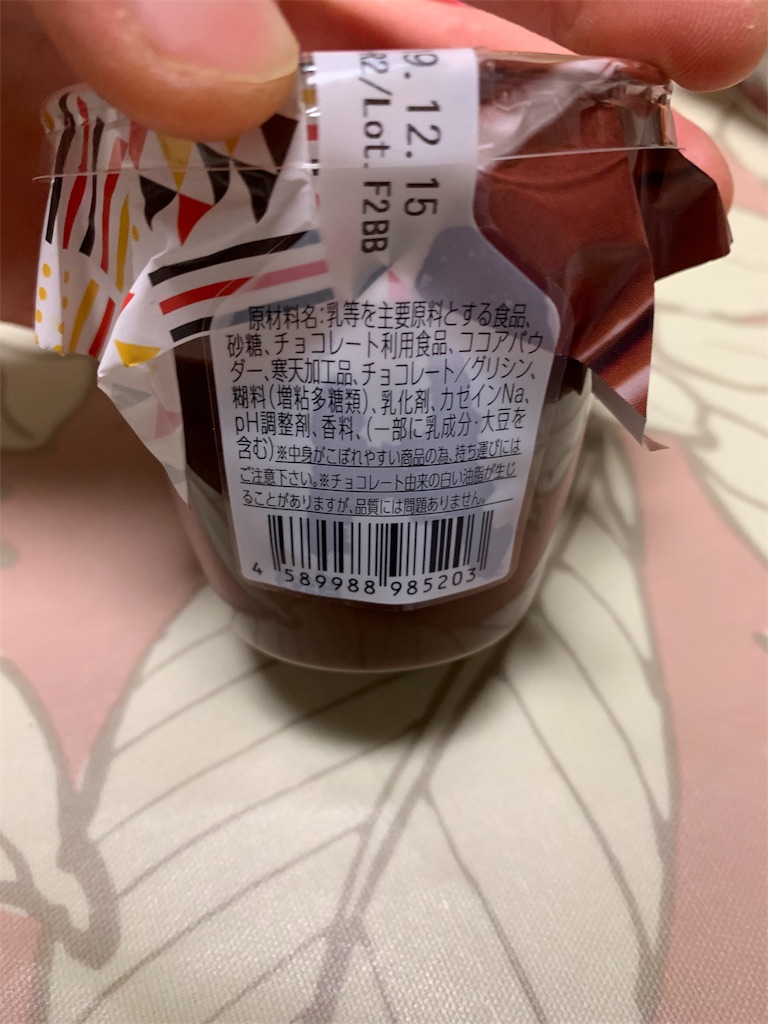 9.12.15
R2/Lot.F2BB
原材料名:乳等を主要原料とする食品、
砂糖、チョコレート利用食品、ココアパウ
ダー、寒天加工品、チョコレート/グリシン、
糊料(増粘多糖類)、乳化剤、カゼインNa、
pH調整剤、香料、(一部に乳成分・大豆を
含む)※中身がこぼれやすい商品の為、持ち運びには
ご注意下さい。※チョコレート由来の白い油脂が生じ
ることがありますが、品質には問題ありません。
4 589988 985203